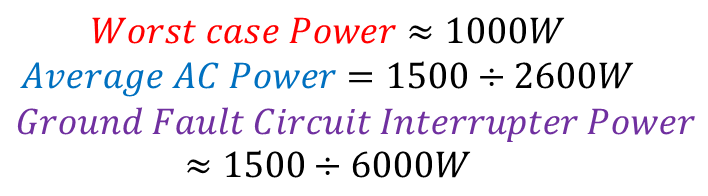 Worst case Power ≈ 1000W
Average AC Power = 1500 ÷ 2600W
Ground Fault Circuit Interrupter Power
≈ 1500 ÷ 6000W